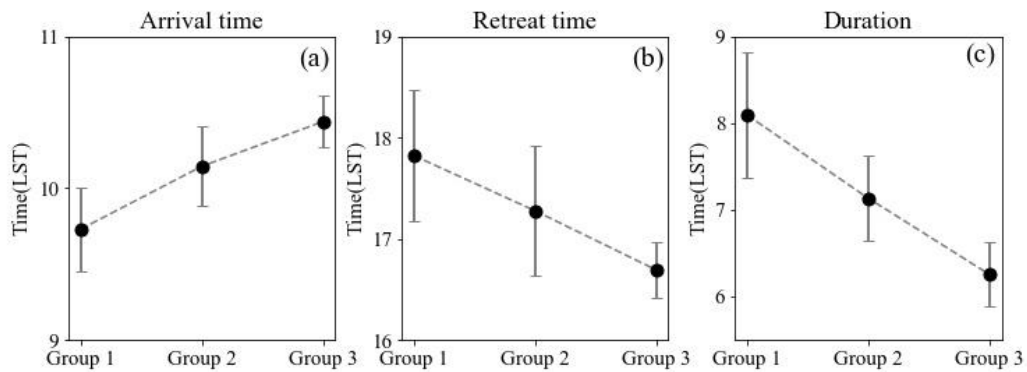 Arrival time
(a)
Time(LST)
11
10
9
Group 1 Group 2 Group 3
Retreat time
(b)
Time(LST)
19
18
17
16
Group 1 Group 2 Group 3
Duration
(c)
Time(LST)
9
8
7
6
Group 1 Group 2 Group 3